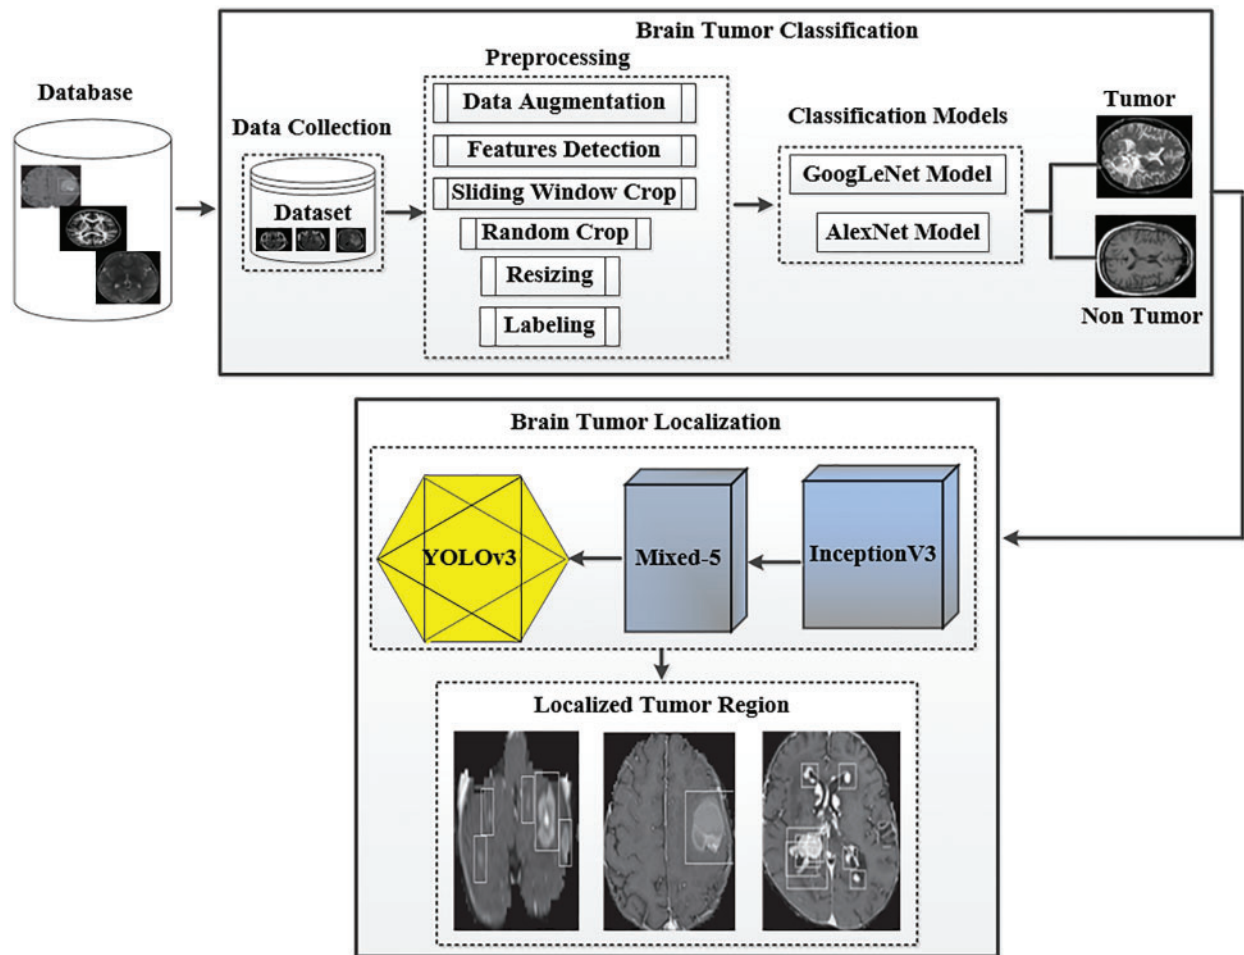 Brain Tumor Classification
Database
Data Collection
Dataset
Preprocessing
Data Augmentation
Features Detection
Sliding Window Crop
Random Crop
Resizing
Labeling
Classification Models
GoogLeNet Model
AlexNet Model
Tumor
Non Tumor
Brain Tumor Localization
YOLOv3
Mixed-5
InceptionV3
Localized Tumor Region